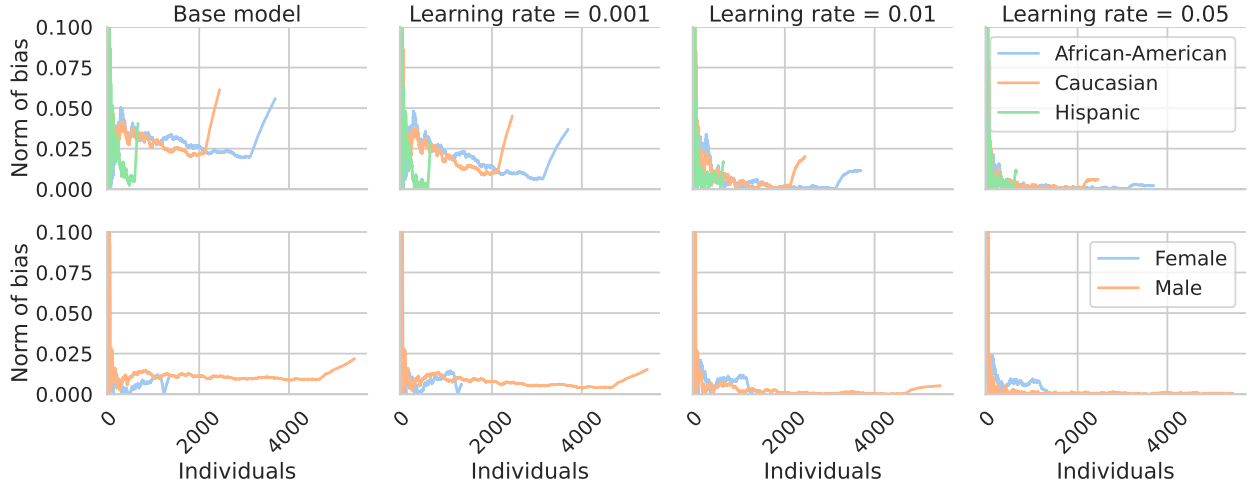 Base model
Learning rate = 0.001
Learning rate = 0.01
Learning rate = 0.05
Norm of bias
0.100
0.075
0.050
0.025
0.000
African-American
Caucasian
Hispanic
Norm of bias
0.100
0.075
0.050
0.025
0.000
Female
Male
0
2000
4000
0
2000
4000
0
2000
4000
0
2000
4000
Individuals
Individuals
Individuals
Individuals